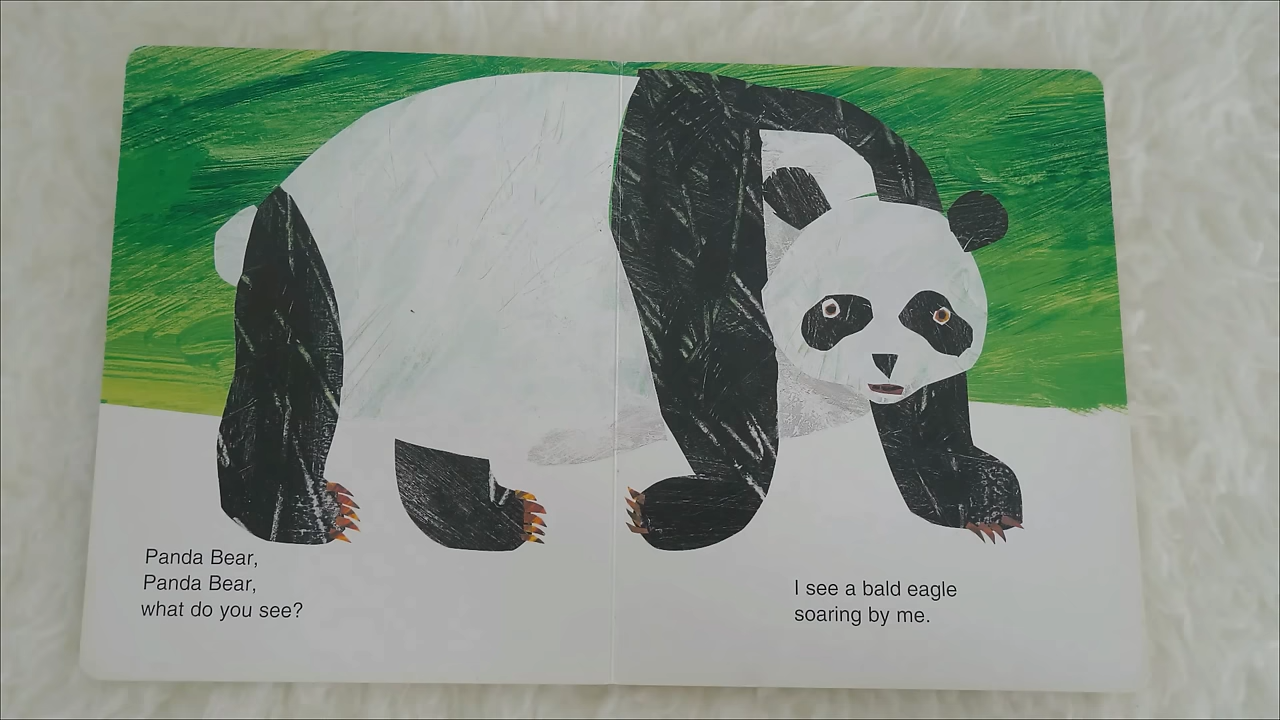 Panda Bear,
Panda Bear,
what do you see?
I see a bald eagle
soaring by me.